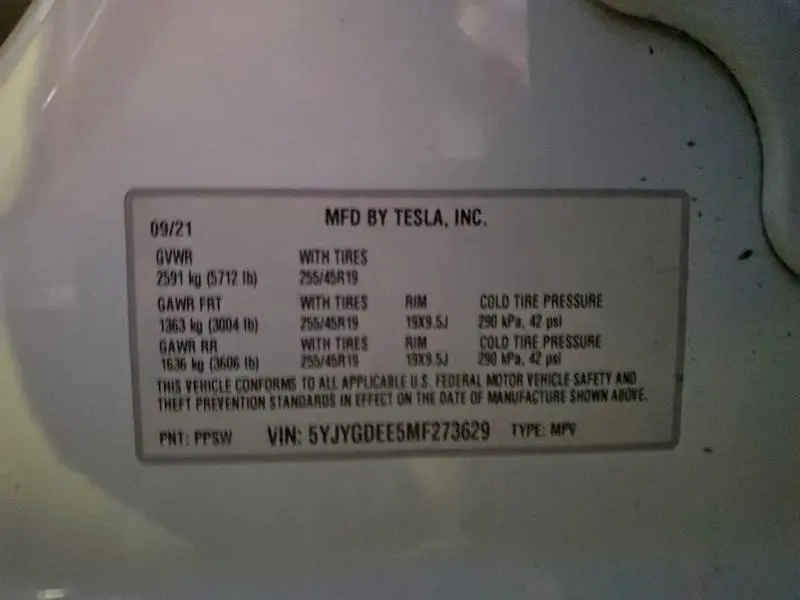 MFD BY TESLA, INC.
09/21
GVWR WITH TIRES
2591 kg (5712 lb) 255/45R19
GAWR FRT WITH TIRES RIM COLD TIRE PRESSURE
1363 kg (3004 lb) 255/45R19 19X9.5J 290 kPa, 42 psi
GAWR RR WITH TIRES RIM COLD TIRE PRESSURE
1636 kg (3606 lb) 255/45R19 19X9.5J 290 kPa, 42 psi
THIS VEHICLE CONFORMS TO ALL APPLICABLE U.S. FEDERAL MOTOR VEHICLE SAFETY AND
THEFT PREVENTION STANDARDS IN EFFECT ON THE DATE OF MANUFACTURE SHOWN ABOVE.
PNT: PPSW VIN: 5YJYGDEE5MF273629 TYPE: MPV